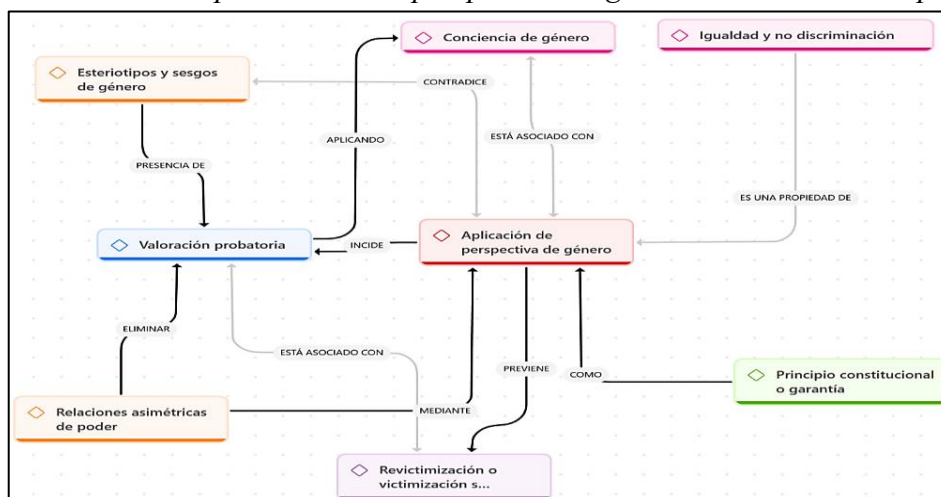 Conciencia de género
Igualdad y no discriminación
Esteriotipos y sesgos
de género
CONTRADICE
APLICANDO
ESTÁ ASOCIADO CON
PRESENCIA DE
ES UNA PROPIEDAD DE
Valoración probatoria
INCIDE
Aplicación de
perspectiva de género
ELIMINAR
ESTÁ ASOCIADO CON
PREVIENE
COMO
Principio constitucional
o garantía
Relaciones asimétricas
de poder
MEDIANTE
Revictimización o
victimización s...